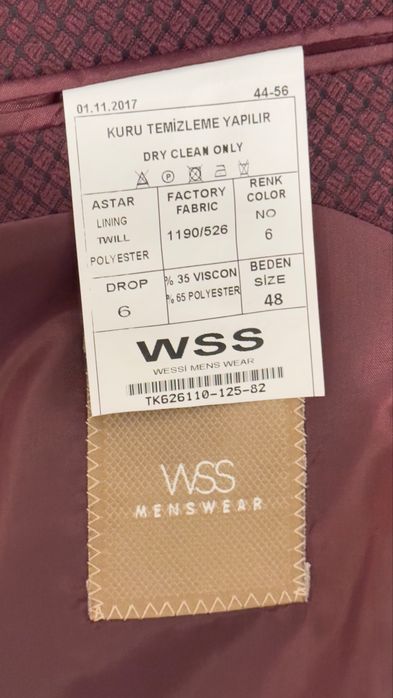 01.11.2017 44-56
KURU TEMİZLEME YAPILIR
DRY CLEAN ONLY
P
ASTAR
LINING
TWILL
POLYESTER
FACTORY
FABRIC
1190/526
RENK
COLOR
NO
6
DROP
6
% 35 VISCON
% 65 POLYESTER
BEDEN
SİZE
48
WSS
WESSİ MENS WEAR
TK626110-125-82
WSS
MENSWEAR